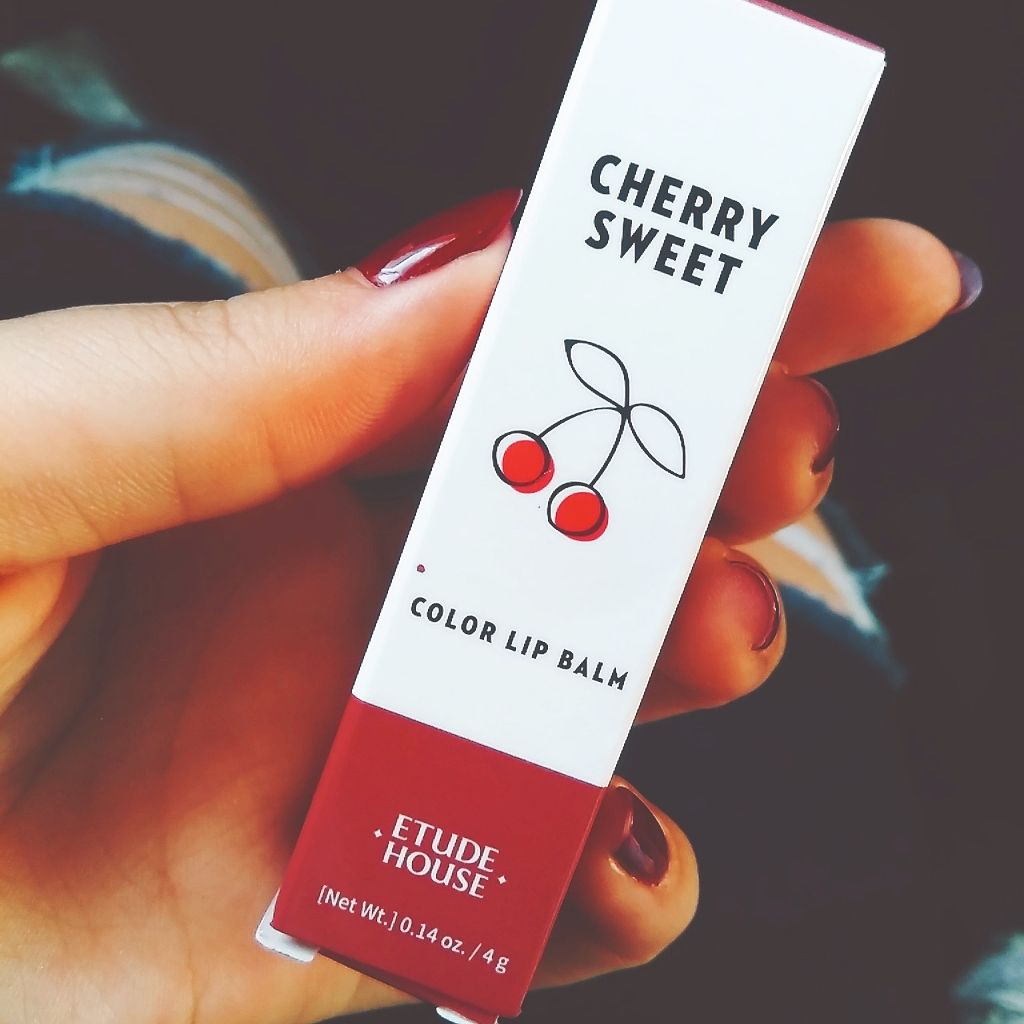 CHERRY
SWEET
COLOR LIP BALM
ETUDE
HOUSE
[Net Wt.] 0.14 oz. / 4 g